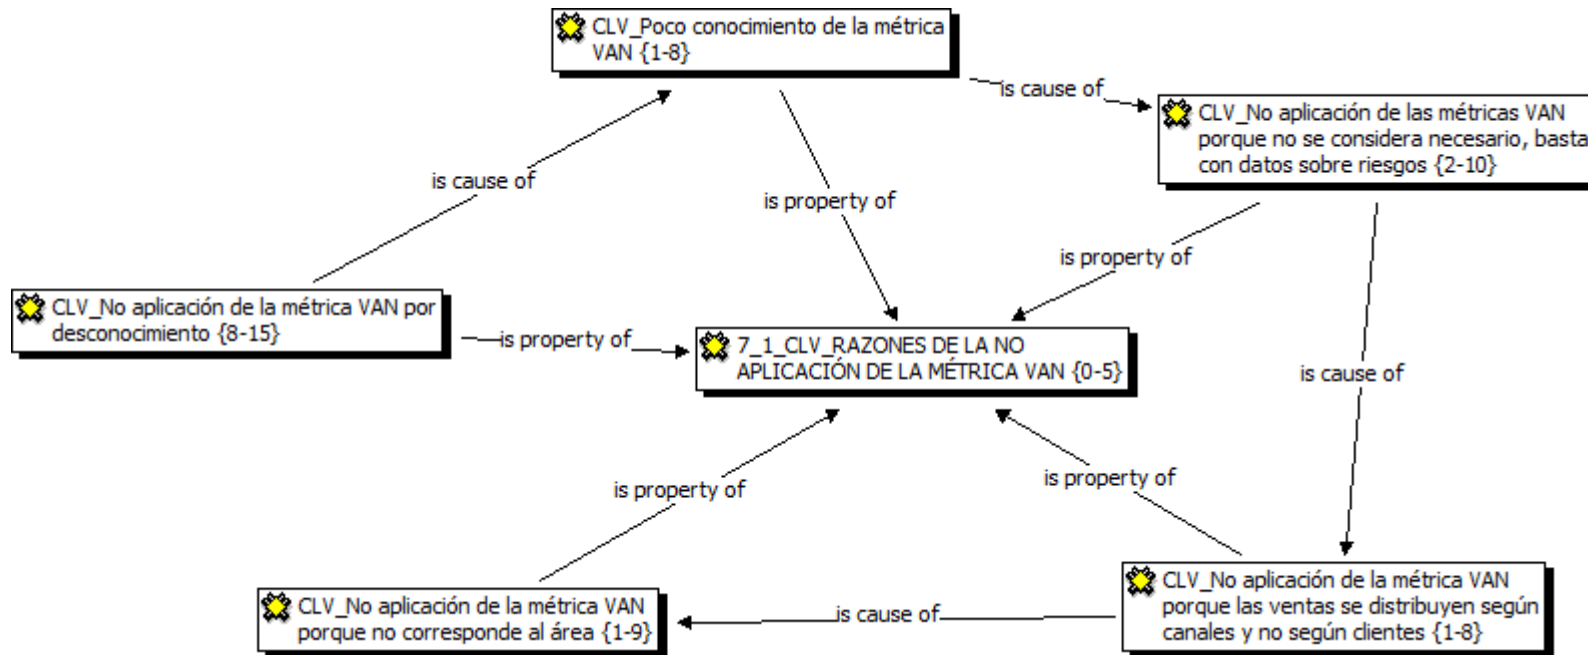 CLV_Poco conocimiento de la métrica
VAN {1-8}
is cause of
CLV_No aplicación de las métricas VAN
porque no se considera necesario, basta
con datos sobre riesgos {2-10}
is cause of
is property of
is property of
CLV_No aplicación de la métrica VAN por
desconocimiento {8-15}
is property of
7_1_CLV_RAZONES DE LA NO
APLICACIÓN DE LA MÉTRICA VAN {0-5}
is cause of
is property of
is property of
CLV_No aplicación de la métrica VAN
porque no corresponde al área {1-9}
is cause of
CLV_No aplicación de la métrica VAN
porque las ventas se distribuyen según
canales y no según clientes {1-8}